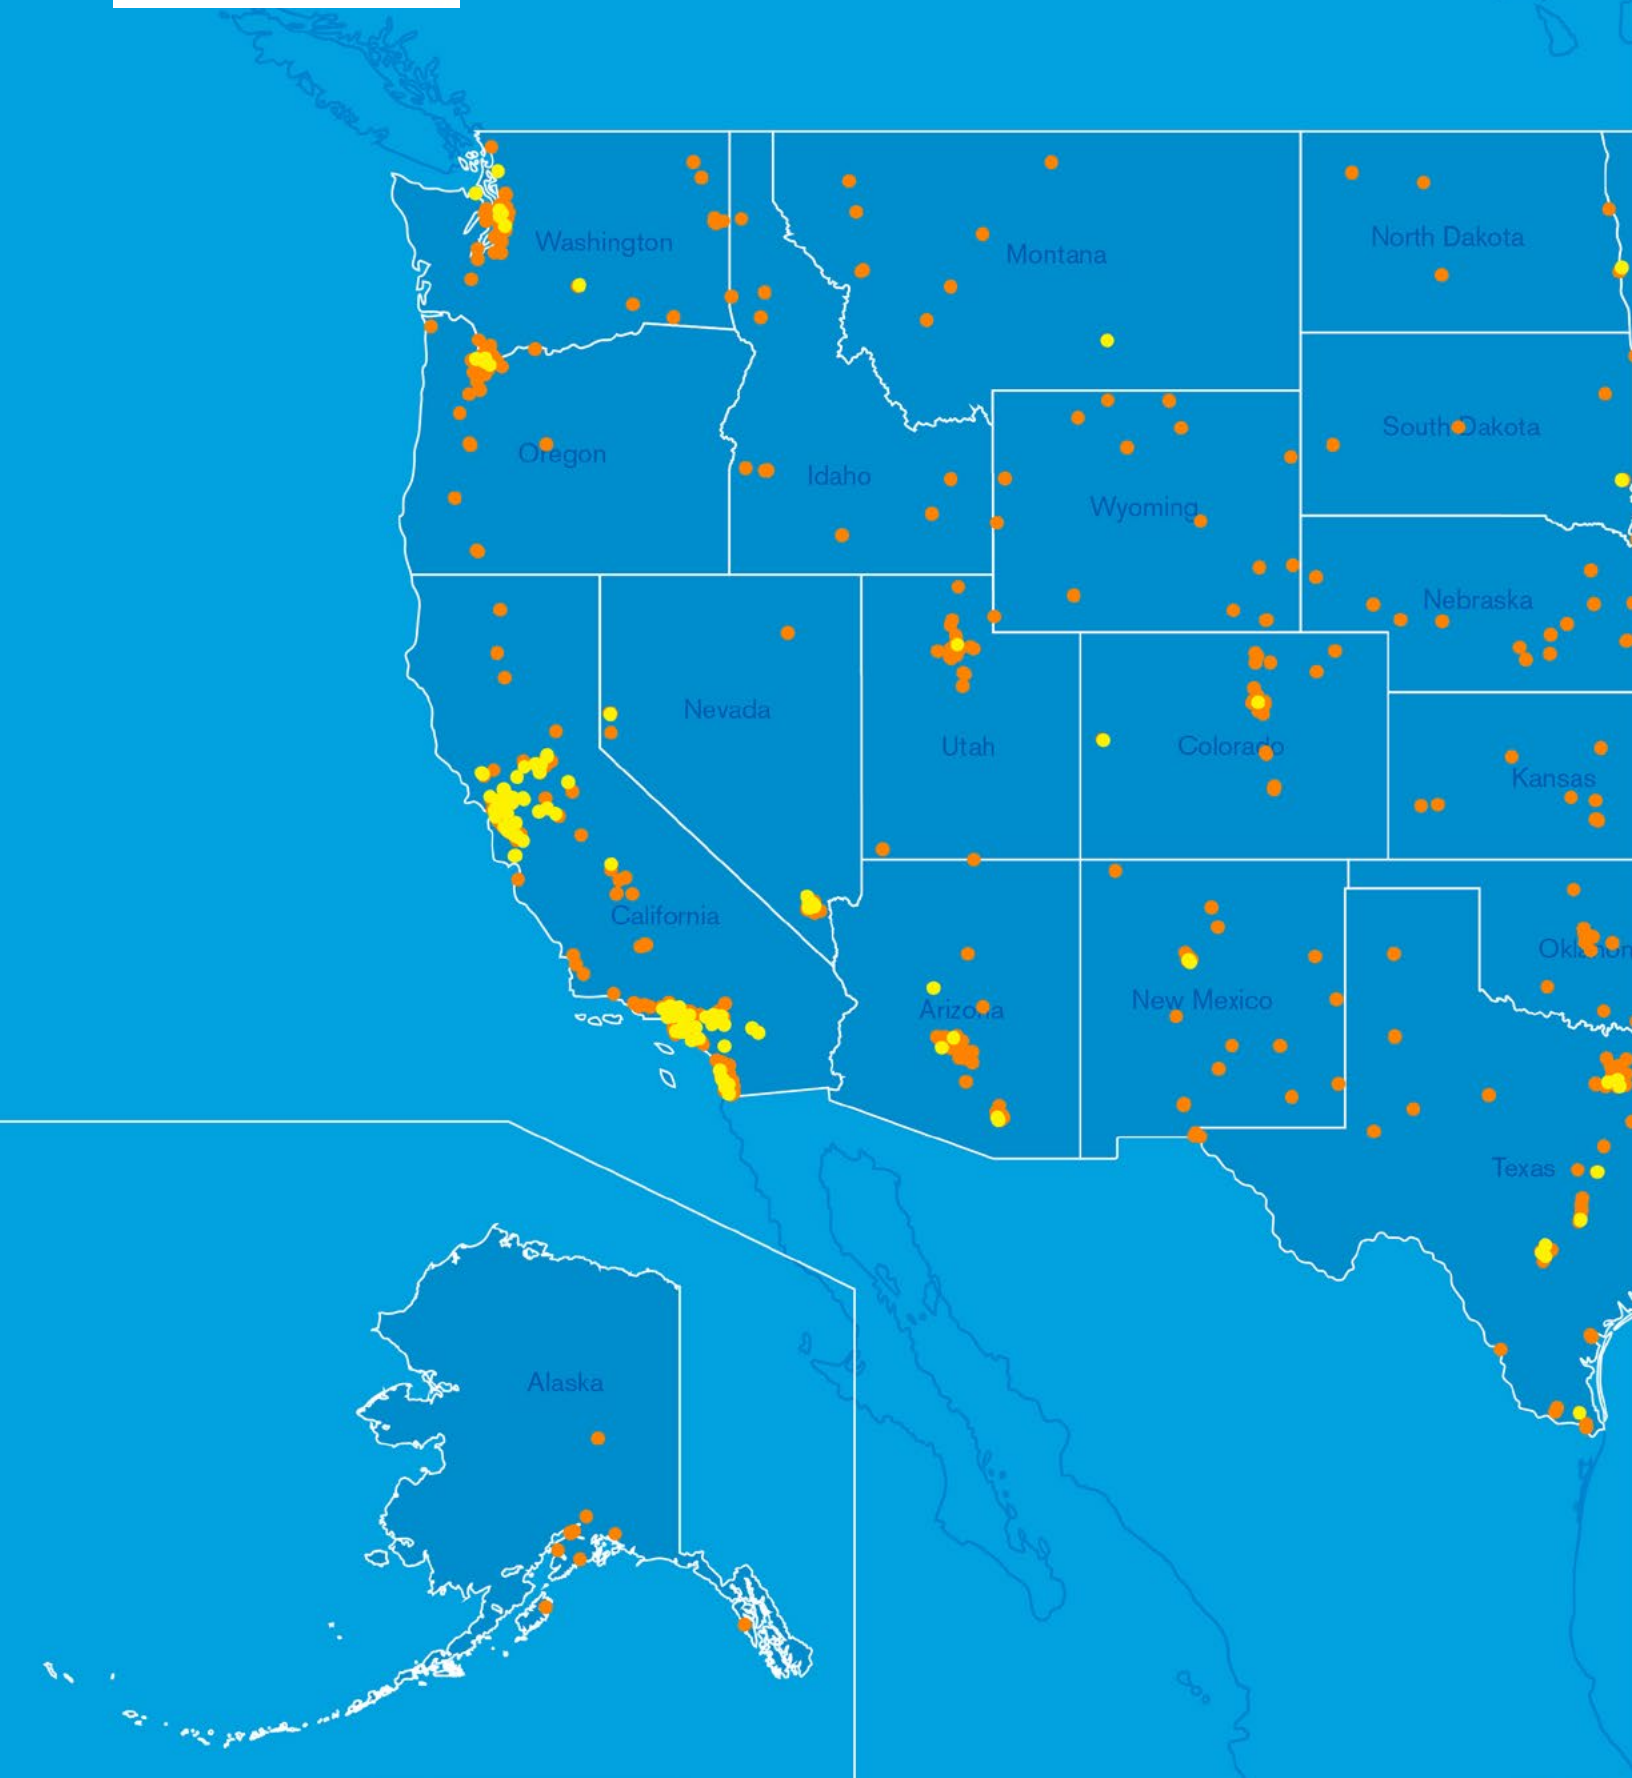 Washington
Montana
North Dakota
Oregon
Idaho
South Dakota
Wyoming
Nebraska
Nevada
Utah
Colorado
Kansas
California
Oklahom
Arizona
New Mexico
Texas
Alaska